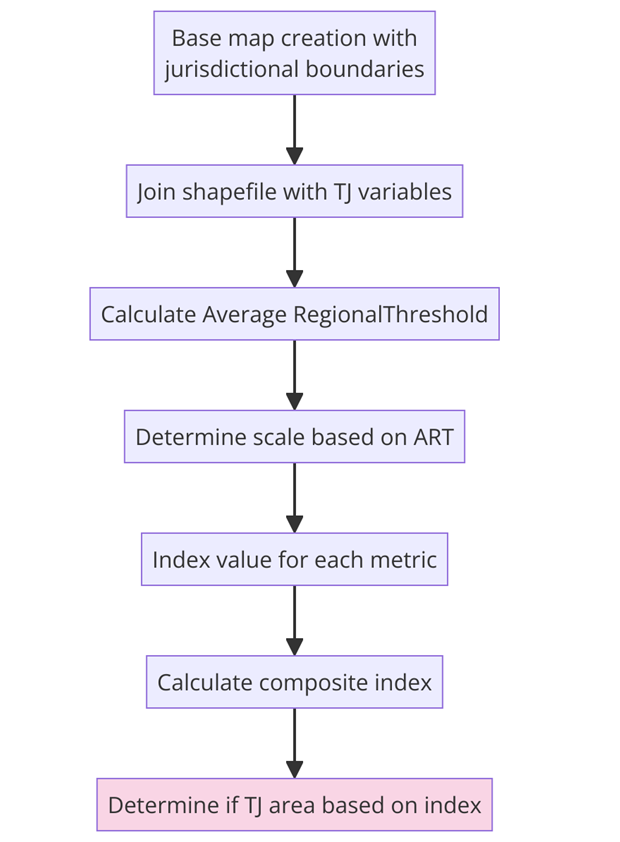 Base map creation with
jurisdictional boundaries
Join shapefile with TJ variables
Calculate Average RegionalThreshold
Determine scale based on ART
Index value for each metric
Calculate composite index
Determine if TJ area based on index